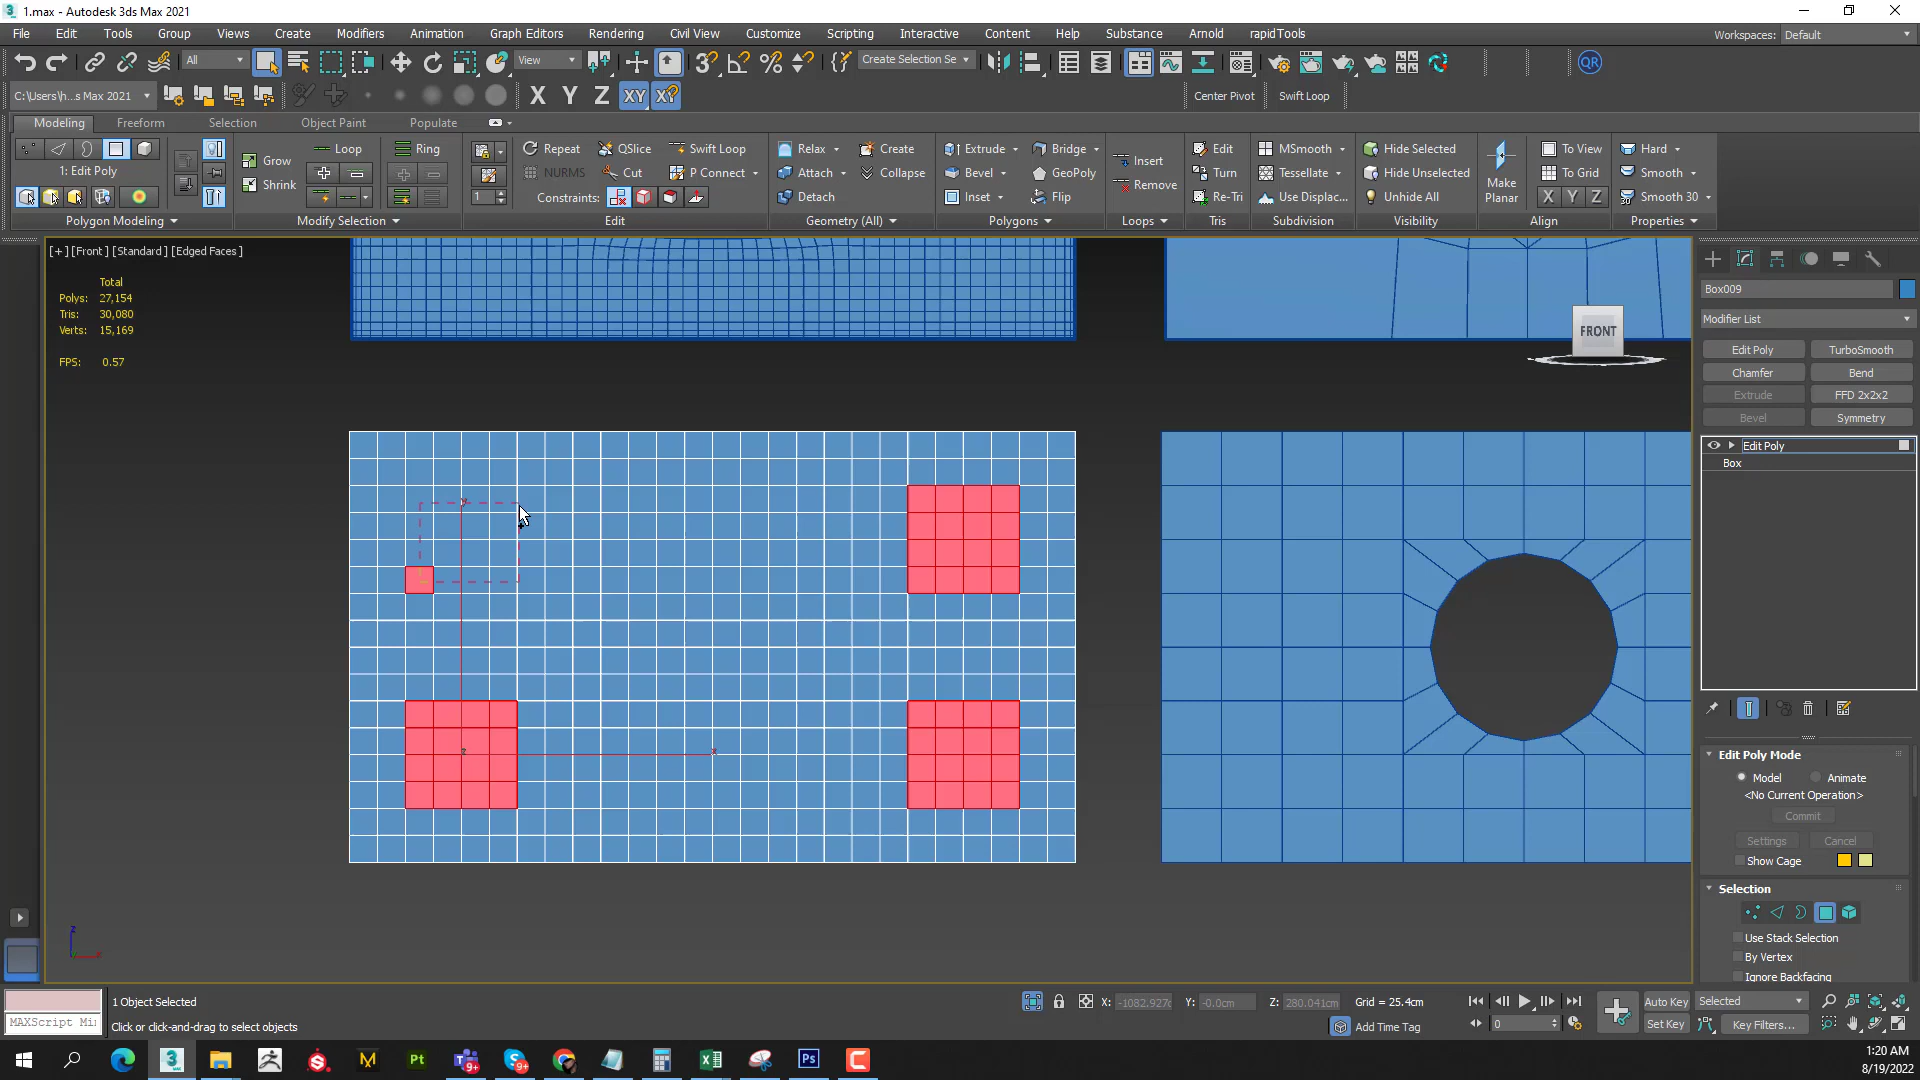 1.max - Autodesk 3ds Max 2021
File Edit Tools Group Views Create Modifiers Animation Graph Editors Rendering Civil View Customize Scripting Interactive Content Help Substance Arnold rapidTools
Workspaces: Default
All View Create Selection Se QR
C:\Users\h...s Max 2021 X Y Z XY XY Center Pivot Swift Loop
Modeling Freeform Selection Object Paint Populate
Loop Ring Repeat QSlice Swift Loop Relax Create Extrude Bridge Edit MSmooth Hide Selected To View Hard
Grow Insert
1: Edit Poly NURMS Cut P Connect Attach Collapse Bevel GeoPoly Turn Tessellate Hide Unselected To Grid Smooth
Shrink Remove Make Planar
1 Constraints: Detach Inset Flip Re-Tri Use Displac... Unhide All X Y Z Smooth 30
Polygon Modeling Modify Selection Edit Geometry (All) Polygons Loops Tris Subdivision Visibility Align Properties
[+] [Front] [Standard] [Edged Faces]
Total
Polys: 27,154
Tris: 30,080
Verts: 15,169
FPS: 0.57
FRONT
Box009
Modifier List
Edit Poly TurboSmooth
Chamfer Bend
Extrude FFD 2x2x2
Bevel Symmetry
Edit Poly
Box
Edit Poly Mode
Model Animate
<No Current Operation>
Commit
Settings Cancel
Show Cage
Selection
Use Stack Selection
By Vertex
Ignore Backfacing
z x
1 Object Selected X: -1082.927c Y: -0.0cm Z: 280.041cm Grid = 25.4cm Auto Key Selected
MAXScript Mi Click or click-and-drag to select objects Add Time Tag 0 Set Key Key Filters...
1:20 AM
8/19/2022